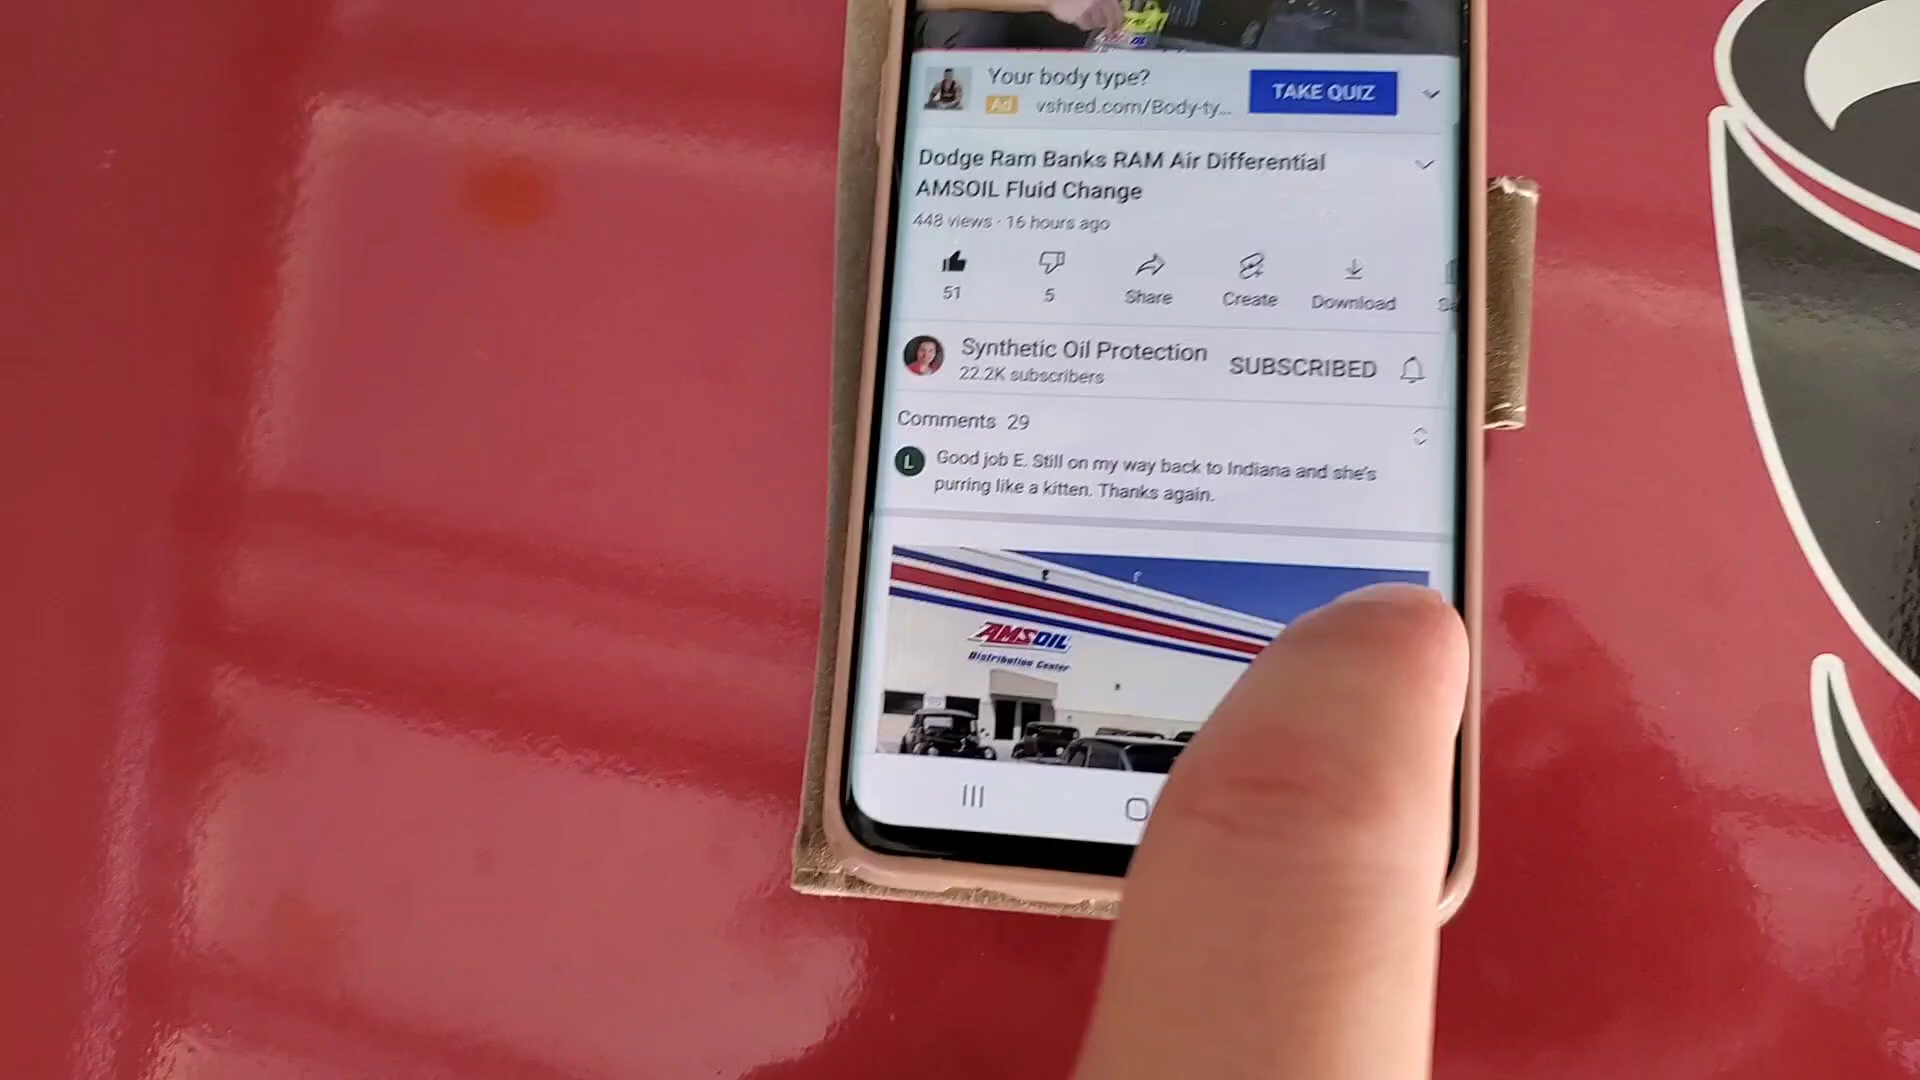 Your body type?
TAKE QUIZ
Ad vshred.com/Body-ty...
Dodge Ram Banks RAM Air Differential
AMSOIL Fluid Change
448 views · 16 hours ago
51
5
Share
Create
Download
Synthetic Oil Protection
22.2K subscribers
SUBSCRIBED
Comments 29
L
Good job E. Still on my way back to Indiana and she's
purring like a kitten. Thanks again.
AMSOIL
Distribution Center